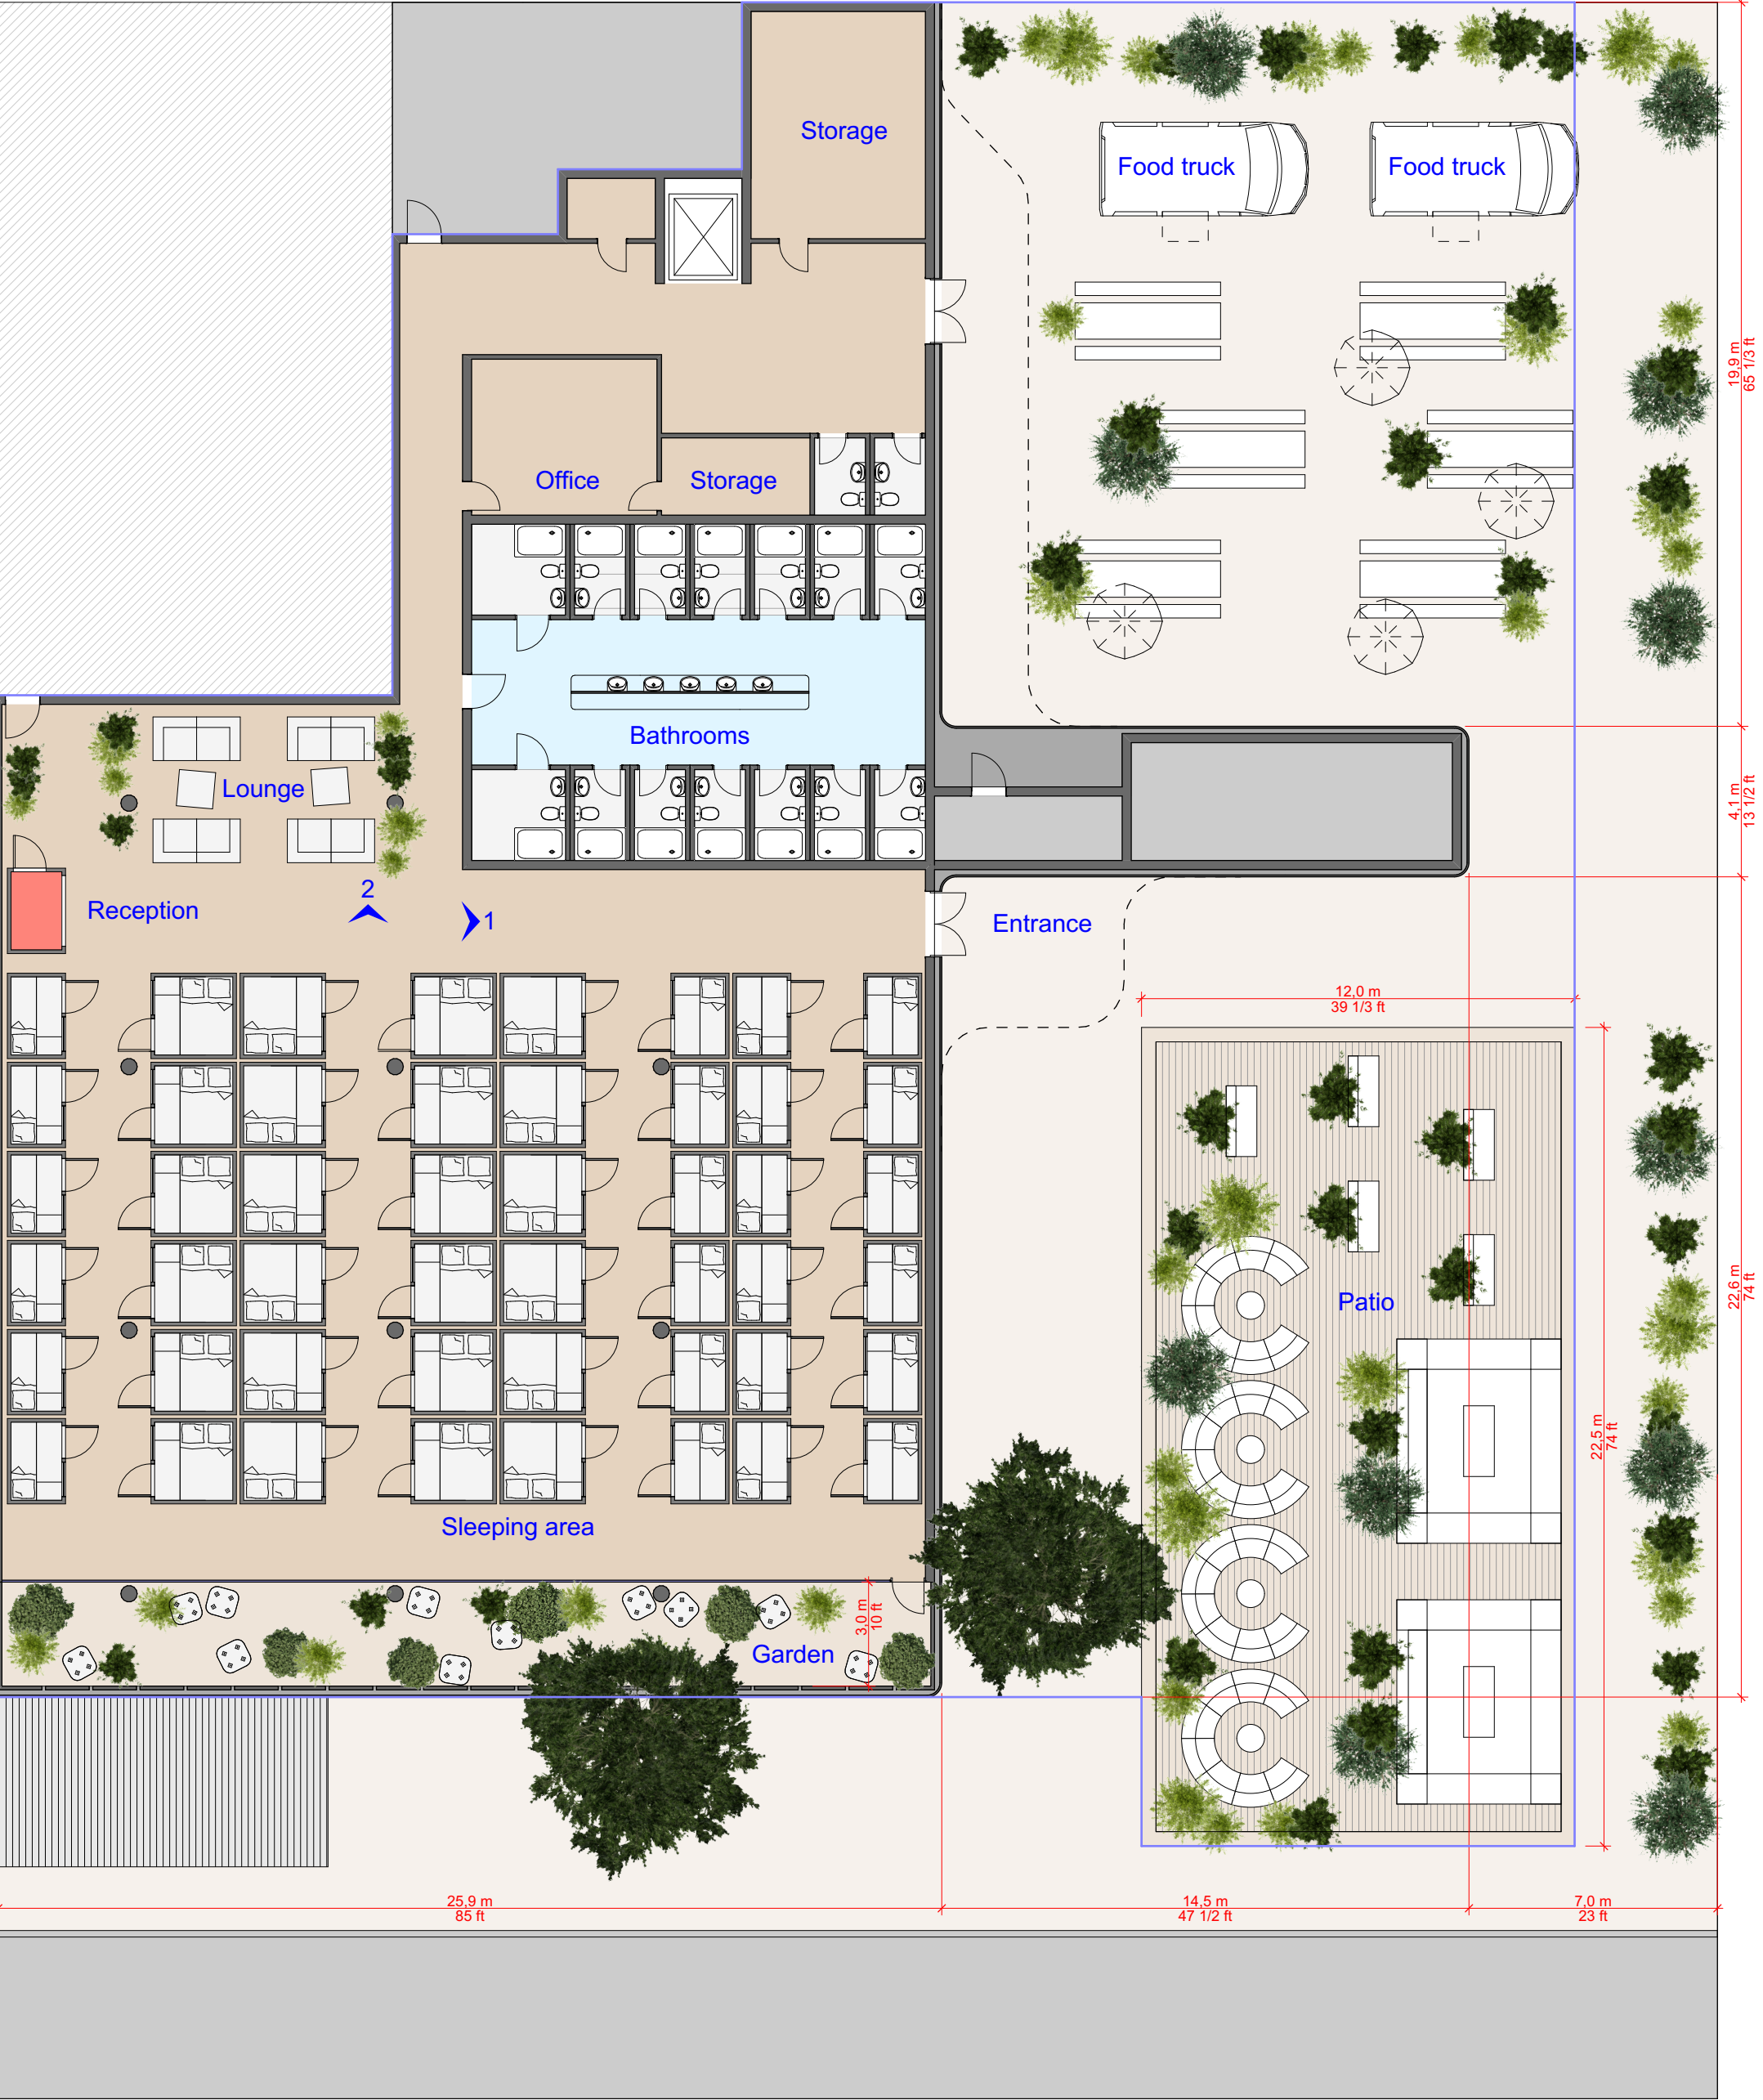 Storage
Food truck
Food truck
19,9 m
65 1/3 ft
Office
Storage
Bathrooms
Lounge
4,1 m
13 1/2 ft
2
Reception
1
Entrance
12,0 m
39 1/3 ft
Patio
22,6 m
74 ft
22,5 m
74 ft
Sleeping area
3,0 m
10 ft
Garden
25,9 m
85 ft
14,5 m
47 1/2 ft
7,0 m
23 ft